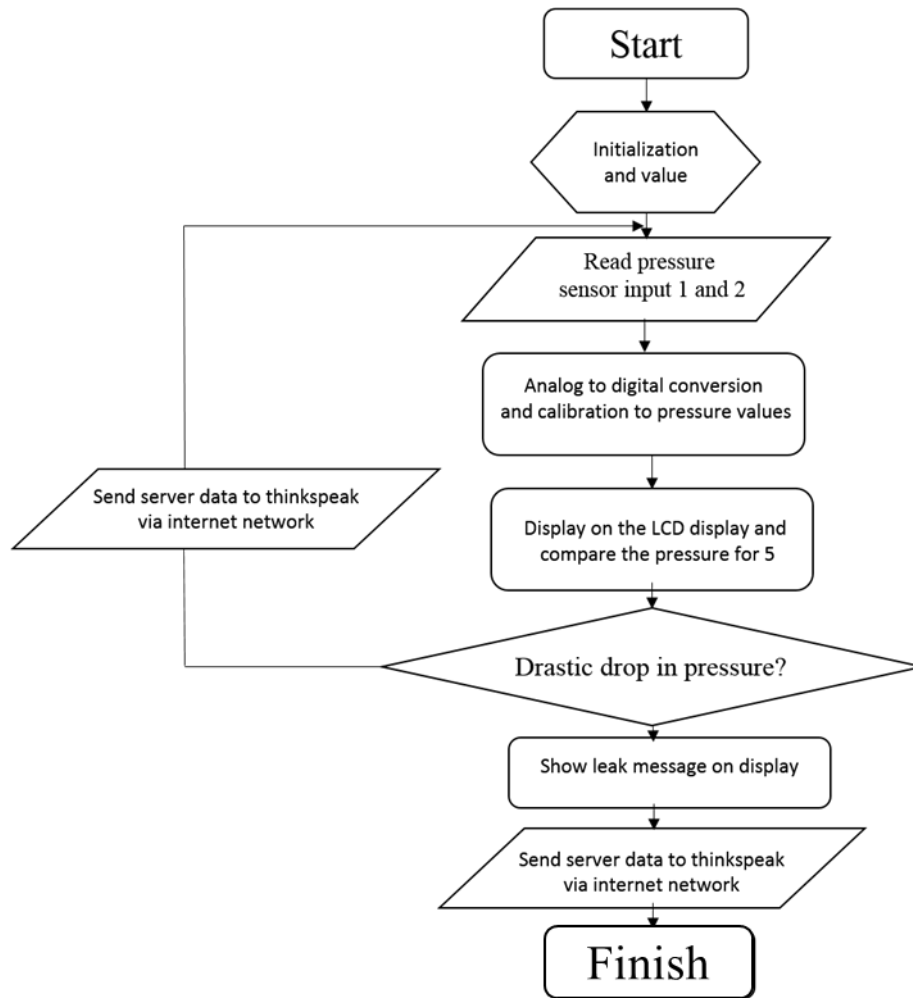 Start
Initialization
and value
Read pressure
sensor input 1 and 2
Analog to digital conversion
and calibration to pressure values
Send server data to thinkspeak
via internet network
Display on the LCD display and
compare the pressure for 5
Drastic drop in pressure?
Show leak message on display
Send server data to thinkspeak
via internet network
Finish